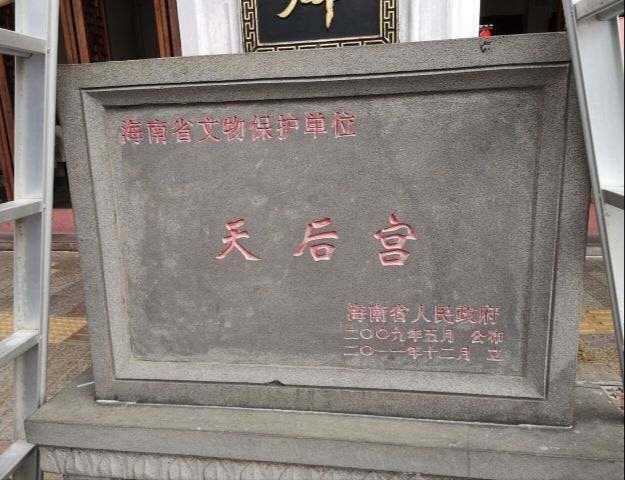 海南省文物保护单位
天后宫
海南省人民政府
二〇〇九年五月 公布
二〇一一年十二月 立